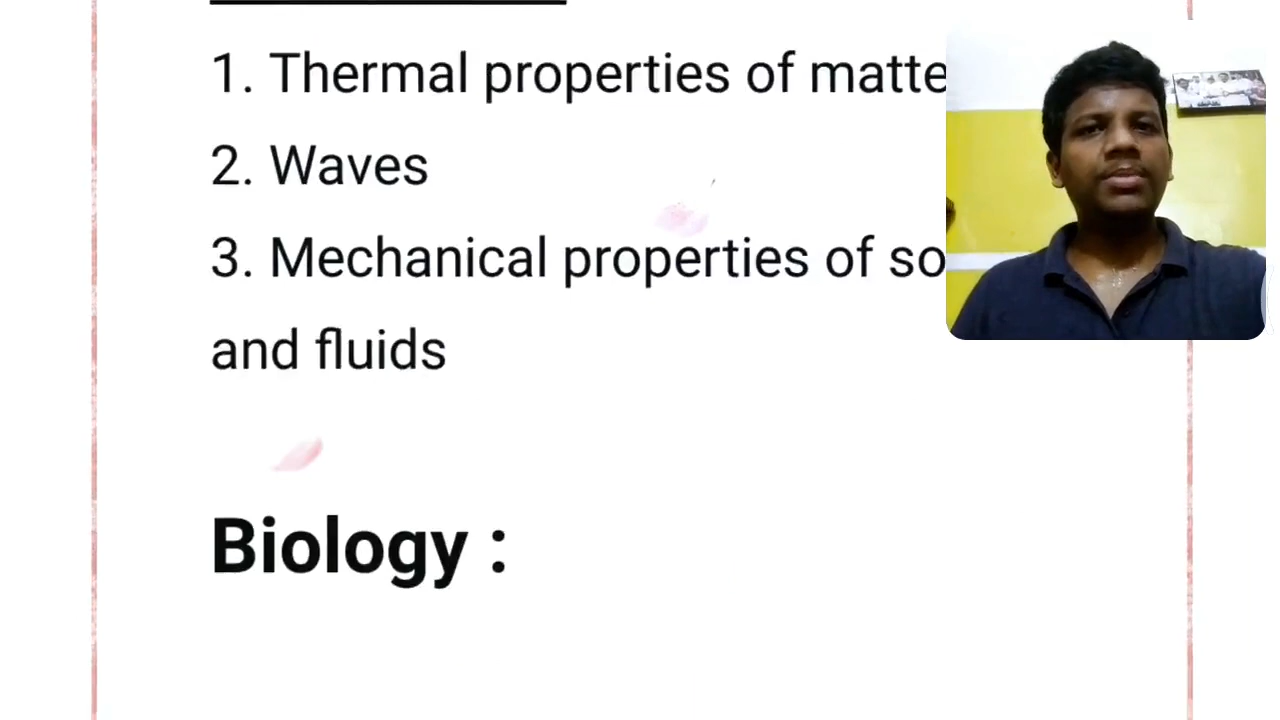 1. Thermal properties of matte
2. Waves
3. Mechanical properties of so
and fluids
Biology :